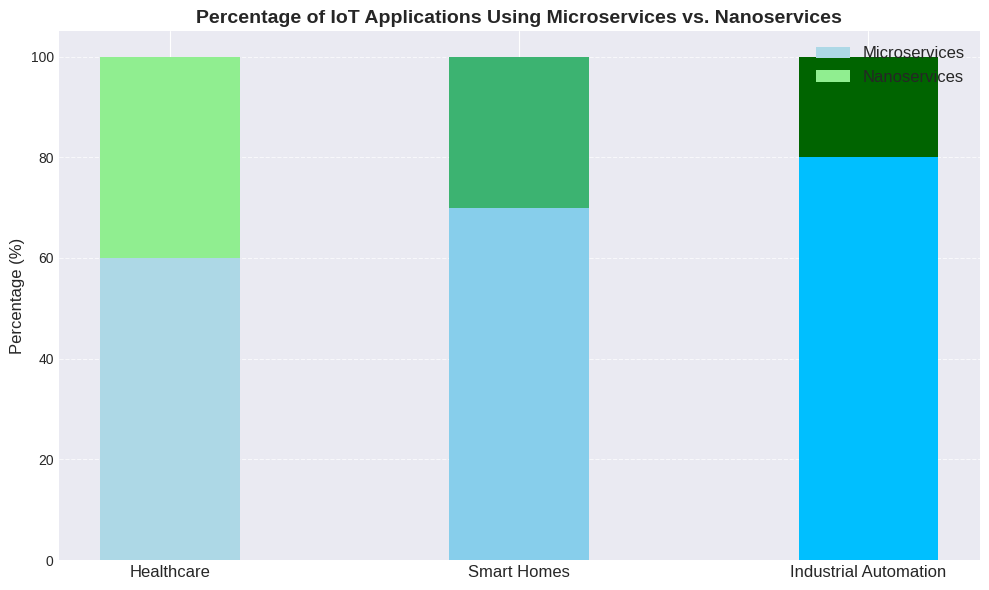 Percentage of IoT Applications Using Microservices vs. Nanoservices
Microservices
Nanoservices
Percentage (%)
100
80
60
40
20
0
Healthcare
Smart Homes
Industrial Automation